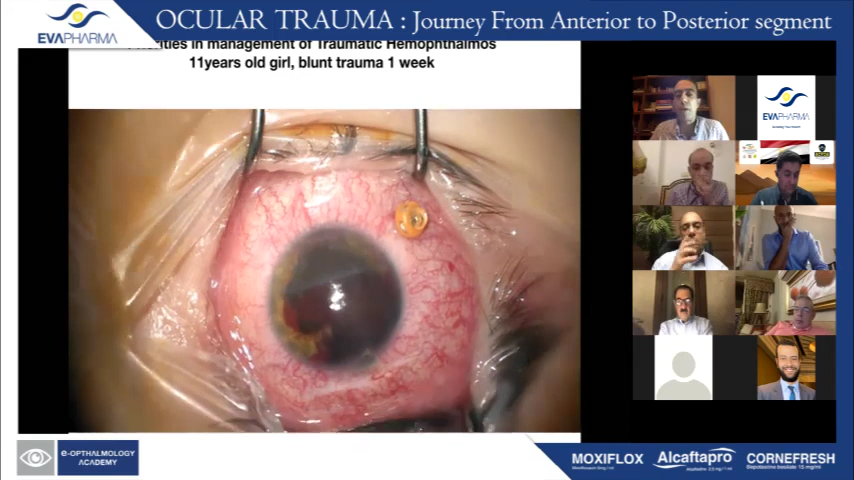 OCULAR TRAUMA : Journey From Anterior to Posterior segment
EVAPHARMA
in management of Traumatic Hemophthalmos
11years old girl, blunt trauma 1 week
EVAPHARMA
e-OPTHALMOLOGY
ACADEMY
MOXIFLOX
Alcaftapro
CORNEFRESH